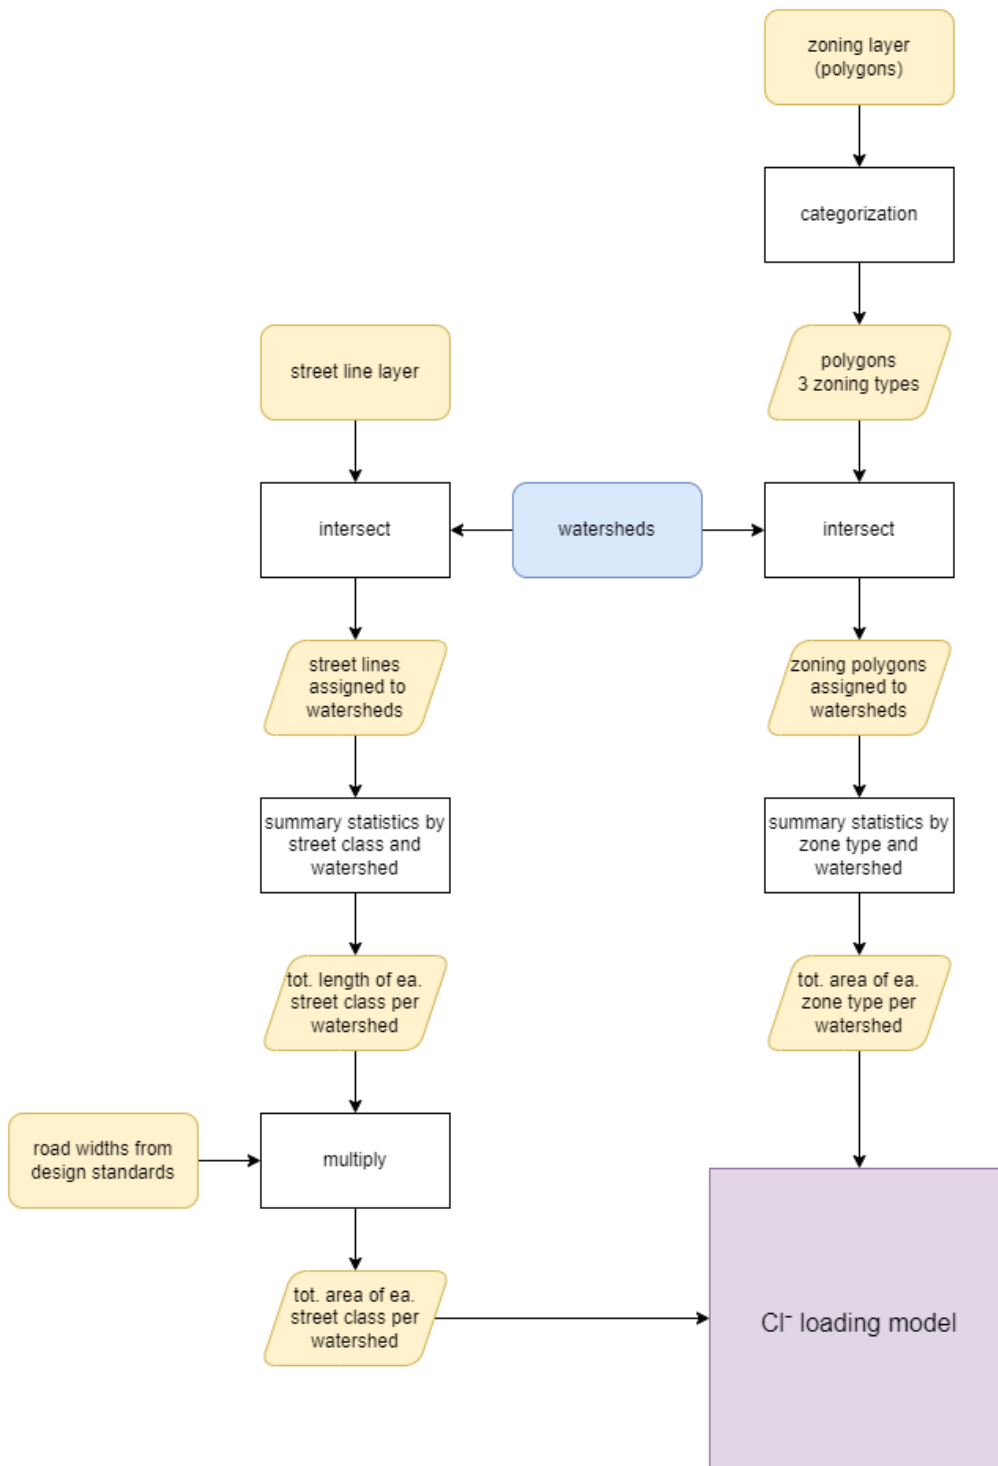 zoning layer
(polygons)
categorization
polygons
3 zoning types
street line layer
intersect
watersheds
intersect
street lines
assigned to
watersheds
zoning polygons
assigned to
watersheds
summary statistics by
street class and
watershed
summary statistics by
zone type and
watershed
tot. length of ea.
street class per
watershed
tot. area of ea.
zone type per
watershed
road widths from
design standards
multiply
tot. area of ea.
street class per
watershed
Cl⁻ loading model